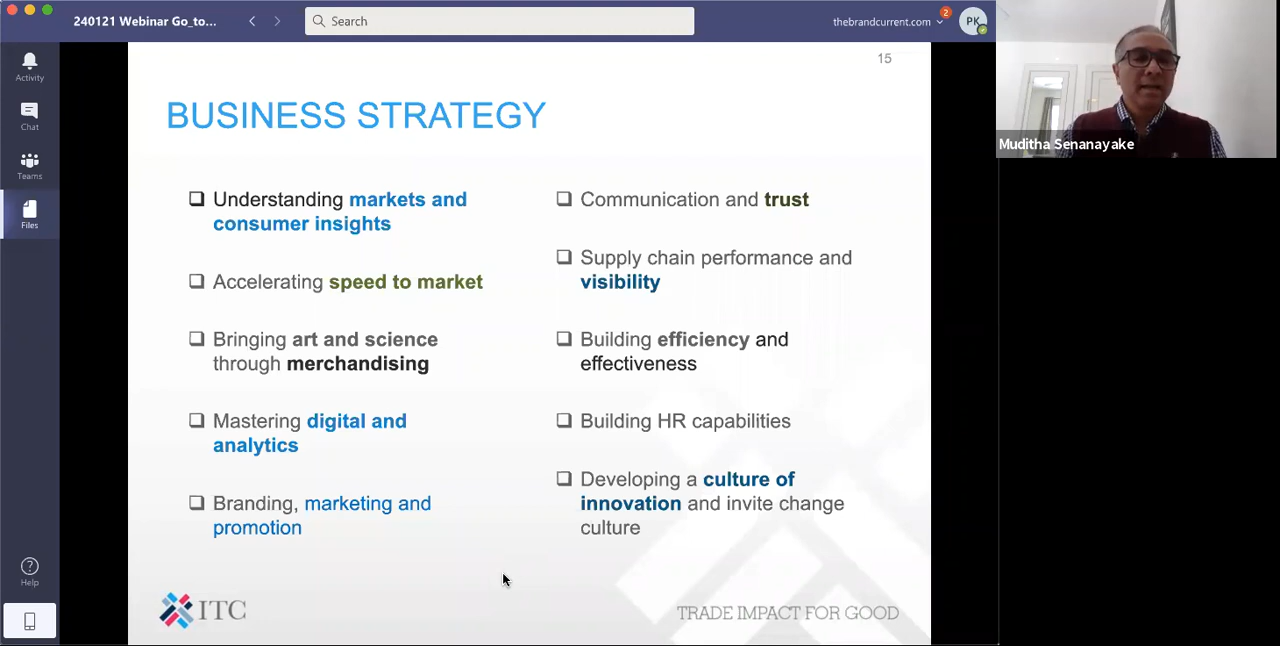 240121 Webinar Go_to...
Search
thebrandcurrent.com
2
PK
Activity
Chat
Teams
Files
Help
15
BUSINESS STRATEGY
Understanding markets and
consumer insights
Accelerating speed to market
Bringing art and science
through merchandising
Mastering digital and
analytics
Branding, marketing and
promotion
Communication and trust
Supply chain performance and
visibility
Building efficiency and
effectiveness
Building HR capabilities
Developing a culture of
innovation and invite change
culture
ITC
TRADE IMPACT FOR GOOD
Muditha Senanayake